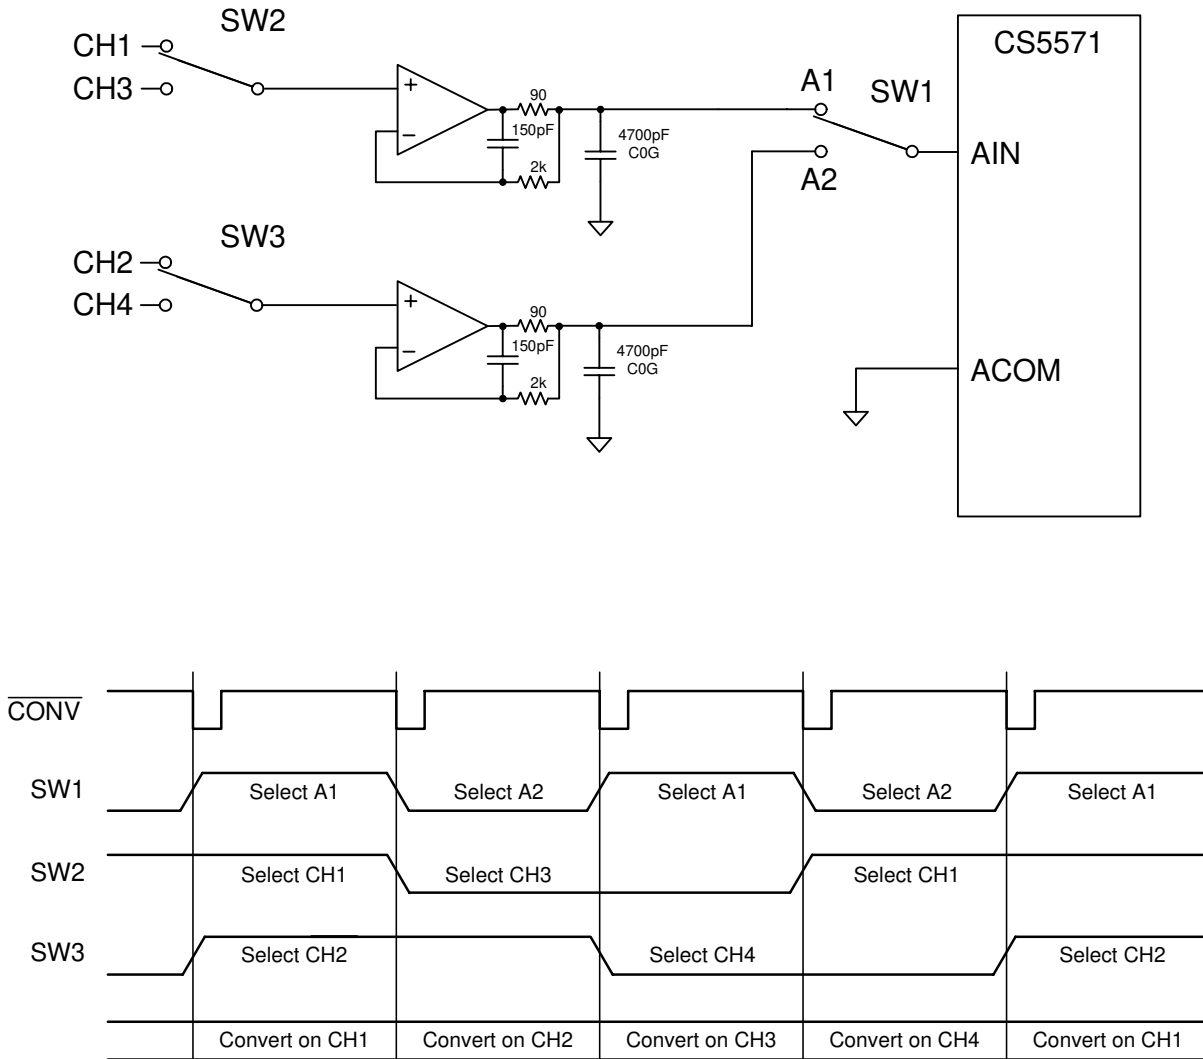 SW2
CH1
CH3
90
150pF
2k
4700pF
C0G
A1
SW1
A2
CS5571
AIN
SW3
CH2
CH4
90
150pF
2k
4700pF
C0G
ACOM
CONV
SW1 Select A1 Select A2 Select A1 Select A2 Select A1
SW2 Select CH1 Select CH3 Select CH1
SW3 Select CH2 Select CH4 Select CH2
Convert on CH1 Convert on CH2 Convert on CH3 Convert on CH4 Convert on CH1